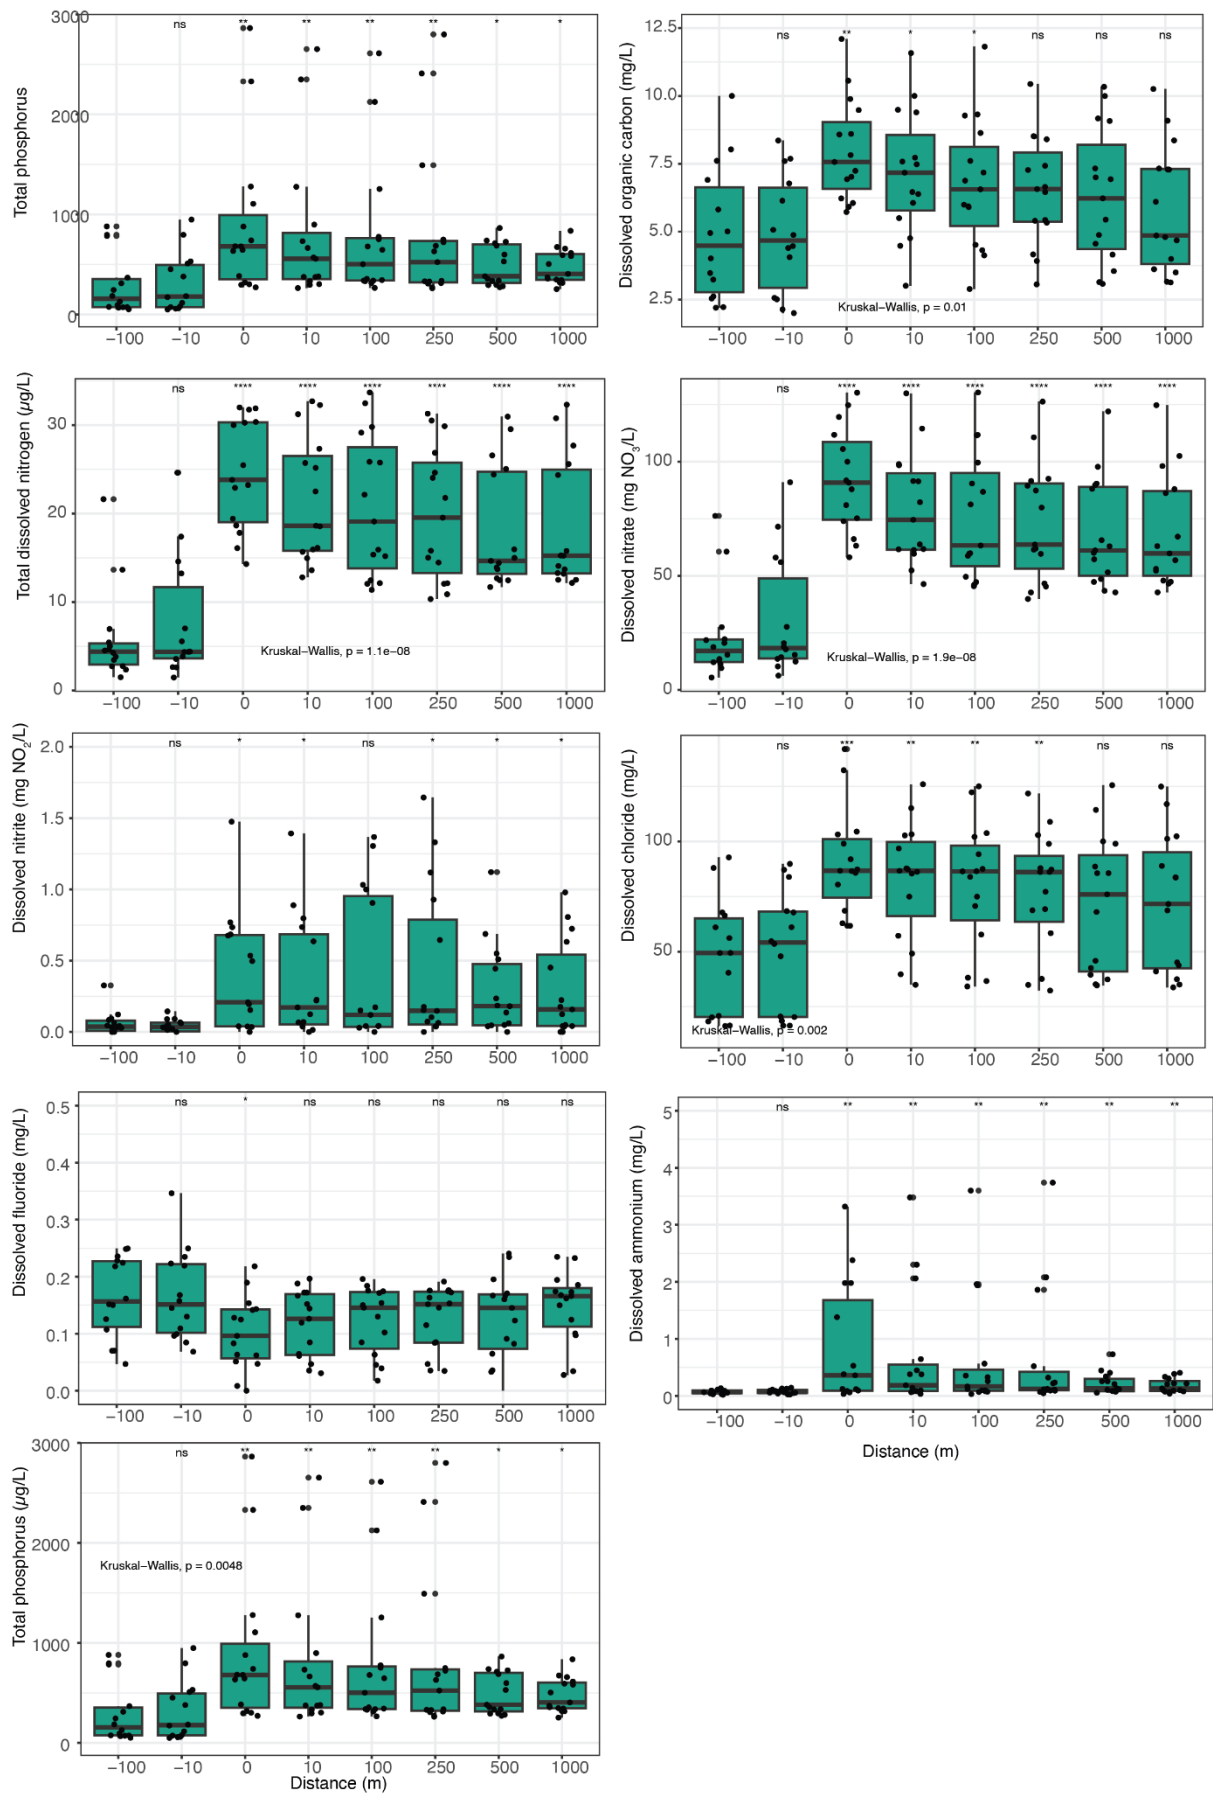 Total phosphorus
3000
2000
1000
0
ns ** ** ** ** * *
−100 −10 0 10 100 250 500 1000
Dissolved organic carbon (mg/L)
12.5
10.0
7.5
5.0
2.5
ns ** * * ns ns ns
Kruskal−Wallis, p = 0.01
−100 −10 0 10 100 250 500 1000
Total dissolved nitrogen (µg/L)
30
20
10
0
ns **** **** **** **** **** ****
Kruskal−Wallis, p = 1.1e−08
−100 −10 0 10 100 250 500 1000
Dissolved nitrate (mg NO₃/L)
100
50
0
ns **** **** **** **** **** ****
Kruskal−Wallis, p = 1.9e−08
−100 −10 0 10 100 250 500 1000
Dissolved nitrite (mg NO₂/L)
2.0
1.5
1.0
0.5
0.0
ns * * ns * * *
−100 −10 0 10 100 250 500 1000
Dissolved chloride (mg/L)
100
50
ns *** ** ** ** ns ns
Kruskal−Wallis, p = 0.002
−100 −10 0 10 100 250 500 1000
Dissolved fluoride (mg/L)
0.5
0.4
0.3
0.2
0.1
0.0
ns * ns ns ns ns ns
−100 −10 0 10 100 250 500 1000
Dissolved ammonium (mg/L)
5
4
3
2
1
0
ns ** ** ** ** ** **
−100 −10 0 10 100 250 500 1000
Distance (m)
Total phosphorus (µg/L)
3000
2000
1000
0
ns ** ** ** ** * *
Kruskal−Wallis, p = 0.0048
−100 −10 0 10 100 250 500 1000
Distance (m)